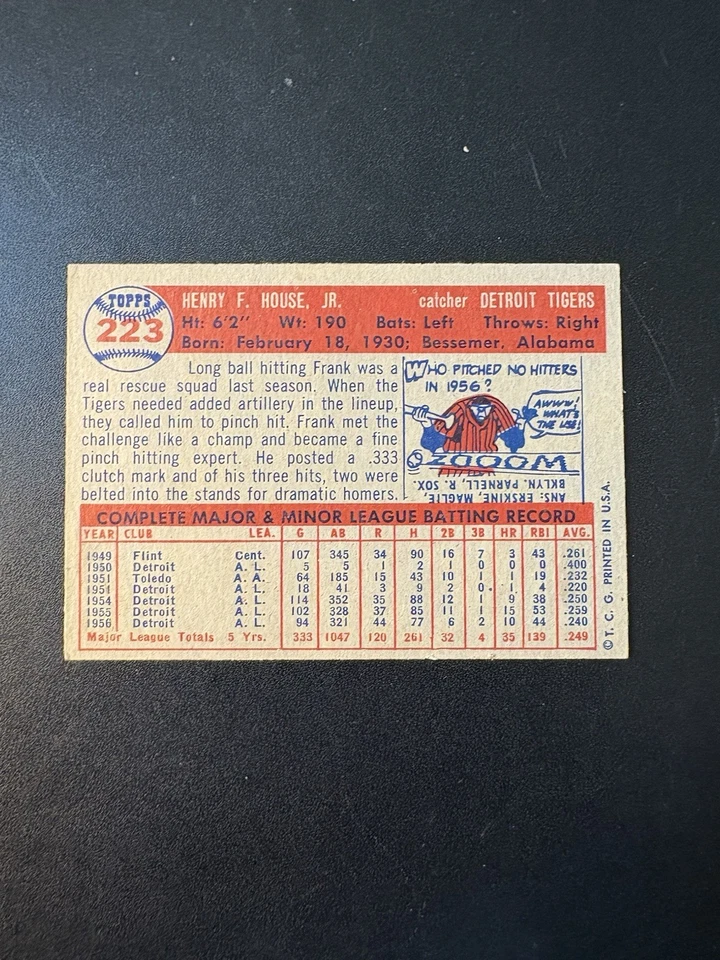 TOPPS
223
HENRY F. HOUSE, JR. catcher DETROIT TIGERS
Ht: 6'2" Wt: 190 Bats: Left Throws: Right
Born: February 18, 1930; Bessemer, Alabama
Long ball hitting Frank was a
real rescue squad last season. When the
Tigers needed added artillery in the lineup,
they called him to pinch hit. Frank met the
challenge like a champ and became a fine
pinch hitting expert. He posted a .333
clutch mark and of his three hits, two were
belted into the stands for dramatic homers.
WHO PITCHED NO HITTERS
IN 1956?
AWWW!
WHAT'S
THE USE!
ZOOOM
ANS: ERSKINE, MAGLIE,
BKLYN. PARNELL, R. SOX.
COMPLETE MAJOR & MINOR LEAGUE BATTING RECORD
YEAR CLUB LEA. G AB R H 2B 3B HR RBI AVG.
1949 Flint Cent. 107 345 34 90 16 7 3 43 .261
1950 Detroit A. L. 5 5 1 2 1 0 0 0 .400
1951 Toledo A. A. 64 185 15 43 10 1 1 19 .232
1951 Detroit A. L. 18 41 3 9 2 0 1 4 .220
1954 Detroit A. L. 114 352 35 88 12 1 9 38 .250
1955 Detroit A. L. 102 328 37 85 11 1 15 53 .259
1956 Detroit A. L. 94 321 44 77 6 2 10 44 .240
Major League Totals 5 Yrs. 333 1047 120 261 32 4 35 139 .249
© T. C. G. PRINTED IN U.S.A.